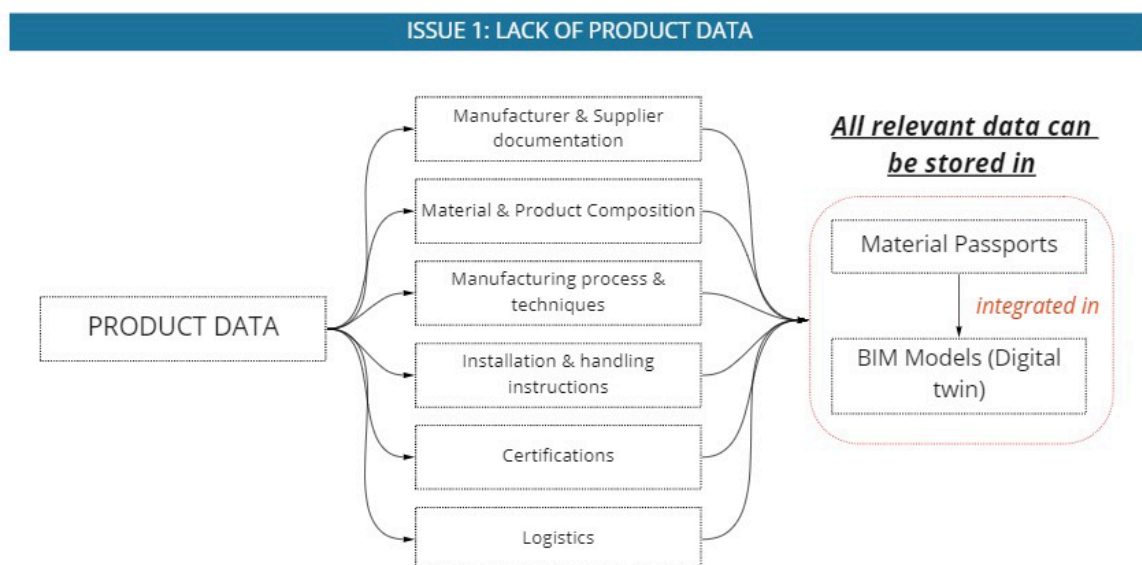 ISSUE 1: LACK OF PRODUCT DATA
PRODUCT DATA
Manufacturer & Supplier
documentation
Material & Product Composition
Manufacturing process &
techniques
Installation & handling
instructions
Certifications
Logistics
All relevant data can
be stored in
Material Passports
integrated in
BIM Models (Digital
twin)